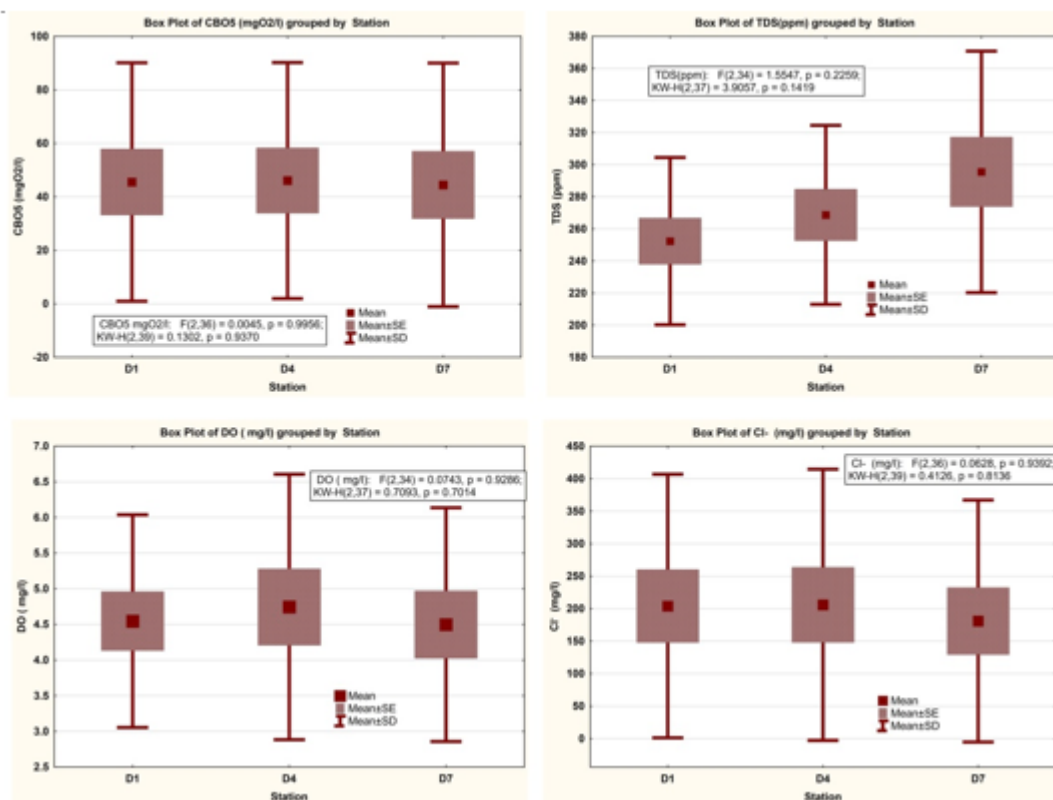 Box Plot of CBO5 (mgO2/l) grouped by Station
100
80
60
40
20
0
-20
CBO5 (mgO2/l)
CBO5 mgO2/l: F(2,36) = 0.0045, p = 0.9956;
KW-H(2,39) = 0.1302, p = 0.9370
Mean
Mean±SE
Mean±SD
D1
D4
D7
Station
Box Plot of TDS(ppm) grouped by Station
380
360
340
320
300
280
260
240
220
200
180
TDS (ppm)
TDS(ppm): F(2,34) = 1.5547, p = 0.2259;
KW-H(2,37) = 3.9057, p = 0.1419
Mean
Mean±SE
Mean±SD
D1
D4
D7
Station
Box Plot of DO ( mg/l) grouped by Station
7.0
6.5
6.0
5.5
5.0
4.5
4.0
3.5
3.0
2.5
DO ( mg/l)
DO ( mg/l): F(2,34) = 0.0743, p = 0.9286;
KW-H(2,37) = 0.7093, p = 0.7014
Mean
Mean±SE
Mean±SD
D1
D4
D7
Station
Box Plot of Cl- (mg/l) grouped by Station
450
400
350
300
250
200
150
100
50
0
Cl- (mg/l)
Cl- (mg/l): F(2,36) = 0.0628, p = 0.9392;
KW-H(2,39) = 0.4126, p = 0.8136
Mean
Mean±SE
Mean±SD
D1
D4
D7
Station